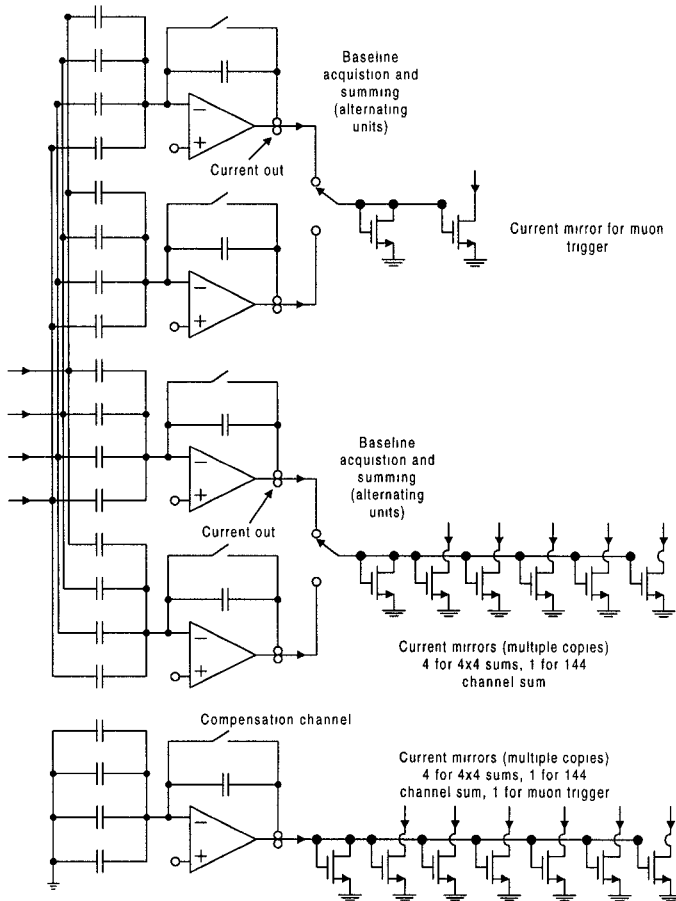 Baseline
acquistion and
summing
(alternating
units)
Current out
Current mirror for muon
trigger
Baseline
acquistion and
summing
(alternating
units)
Current out
Current mirrors (multiple copies)
4 for 4x4 sums, 1 for 144
channel sum
Compensation channel
Current mirrors (multiple copies)
4 for 4x4 sums, 1 for 144
channel sum, 1 for muon trigger